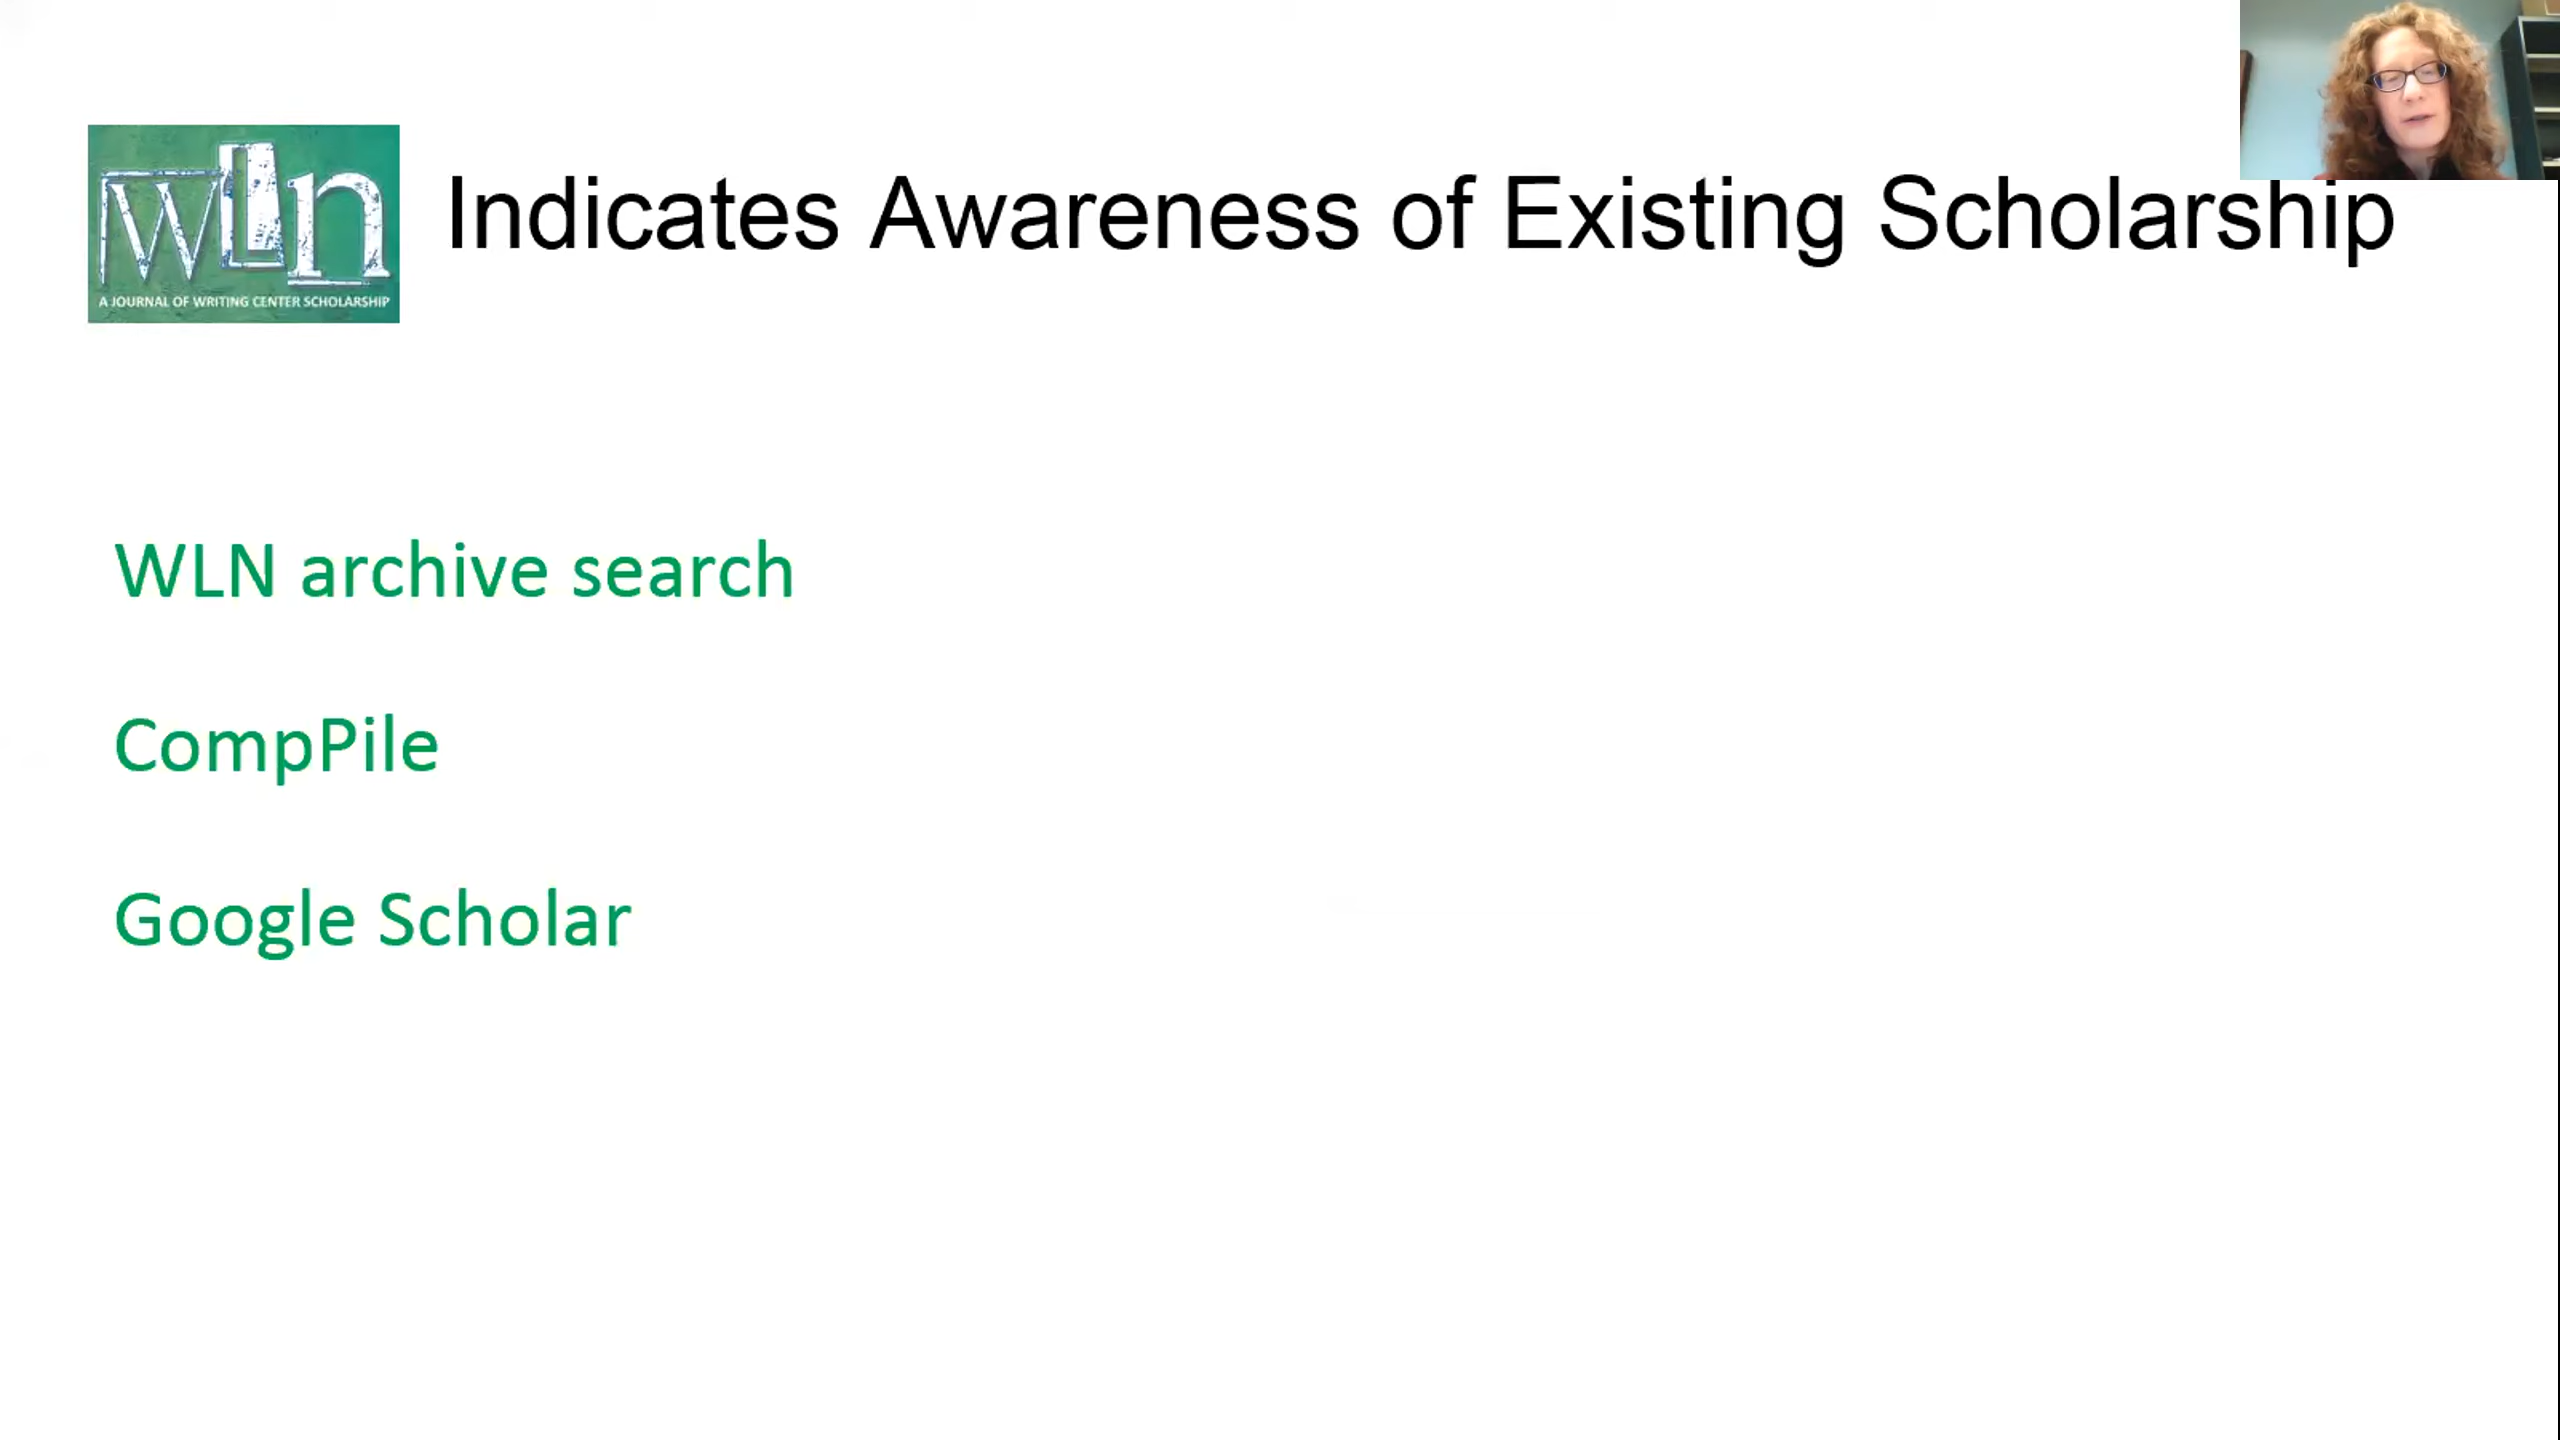 wLn
A JOURNAL OF WRITING CENTER SCHOLARSHIP
Indicates Awareness of Existing Scholarship
WLN archive search
CompPile
Google Scholar